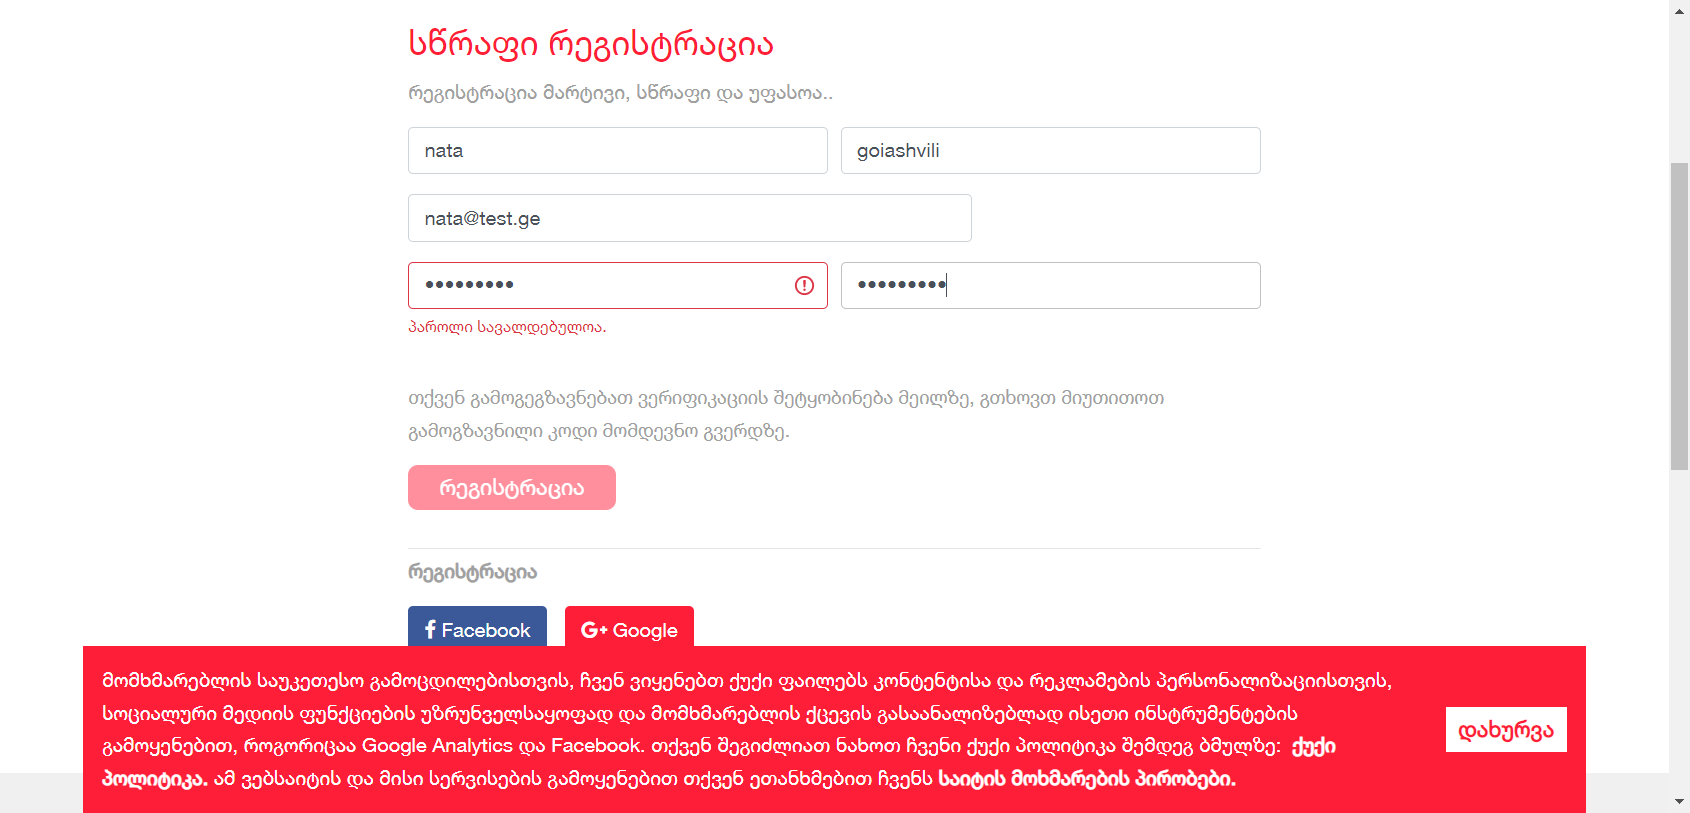 სწრაფი რეგისტრაცია
რეგისტრაცია მარტივი, სწრაფი და უფასოა..
nata
goiashvili
nata@test.ge
•••••••••
•••••••••
პაროლი სავალდებულოა.
თქვენ გამოგეგზავნებათ ვერიფიკაციის შეტყობინება მეილზე, გთხოვთ მიუთითოთ
გამოგზავნილი კოდი მომდევნო გვერდზე.
რეგისტრაცია
რეგისტრაცია
Facebook
G+ Google
მომხმარებლის საუკეთესო გამოცდილებისთვის, ჩვენ ვიყენებთ ქუქი ფაილებს კონტენტისა და რეკლამების პერსონალიზაციისთვის,
სოციალური მედიის ფუნქციების უზრუნველსაყოფად და მომხმარებლის ქცევის გასაანალიზებლად ისეთი ინსტრუმენტების
გამოყენებით, როგორიცაა Google Analytics და Facebook. თქვენ შეგიძლიათ ნახოთ ჩვენი ქუქი პოლიტიკა შემდეგ ბმულზე: ქუქი
პოლიტიკა. ამ ვებსაიტის და მისი სერვისების გამოყენებით თქვენ ეთანხმებით ჩვენს საიტის მოხმარების პირობები.
დახურვა